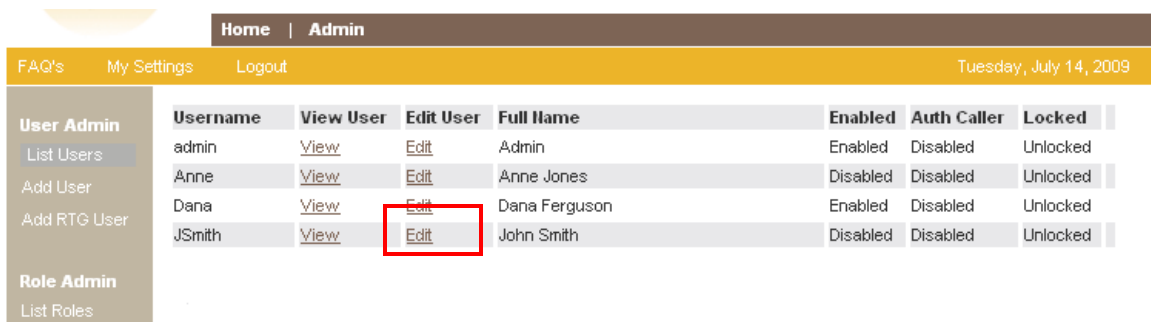 Home | Admin
FAQ's My Settings Logout Tuesday, July 14, 2009
User Admin
List Users
Add User
Add RTG User
Role Admin
List Roles
Username View User Edit User Full Name Enabled Auth Caller Locked
admin View Edit Admin Enabled Disabled Unlocked
Anne View Edit Anne Jones Disabled Disabled Unlocked
Dana View Edit Dana Ferguson Enabled Disabled Unlocked
JSmith View Edit John Smith Disabled Disabled Unlocked